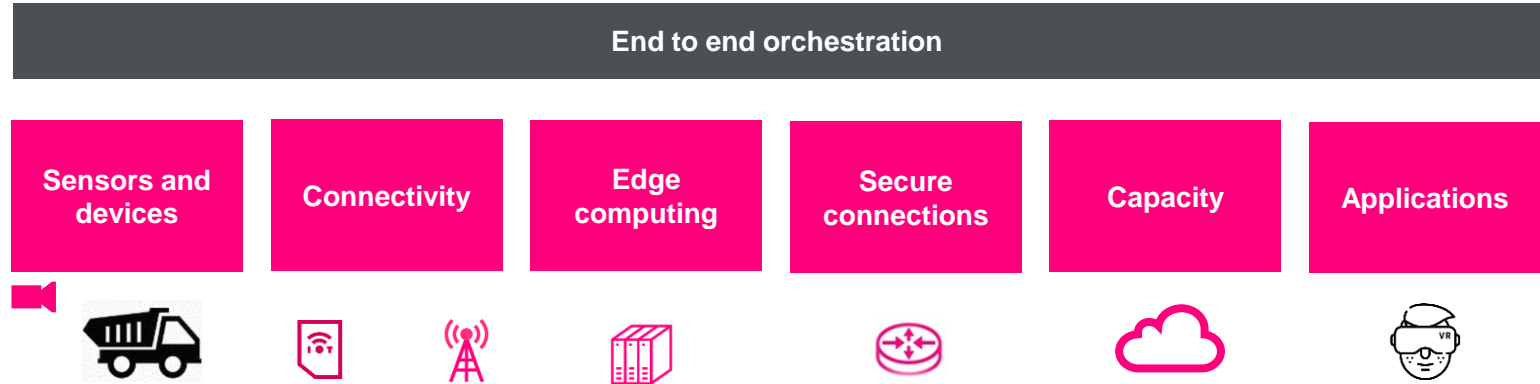 End to end orchestration
Sensors and
devices
Connectivity
Edge
computing
Secure
connections
Capacity
Applications
IOT
VR